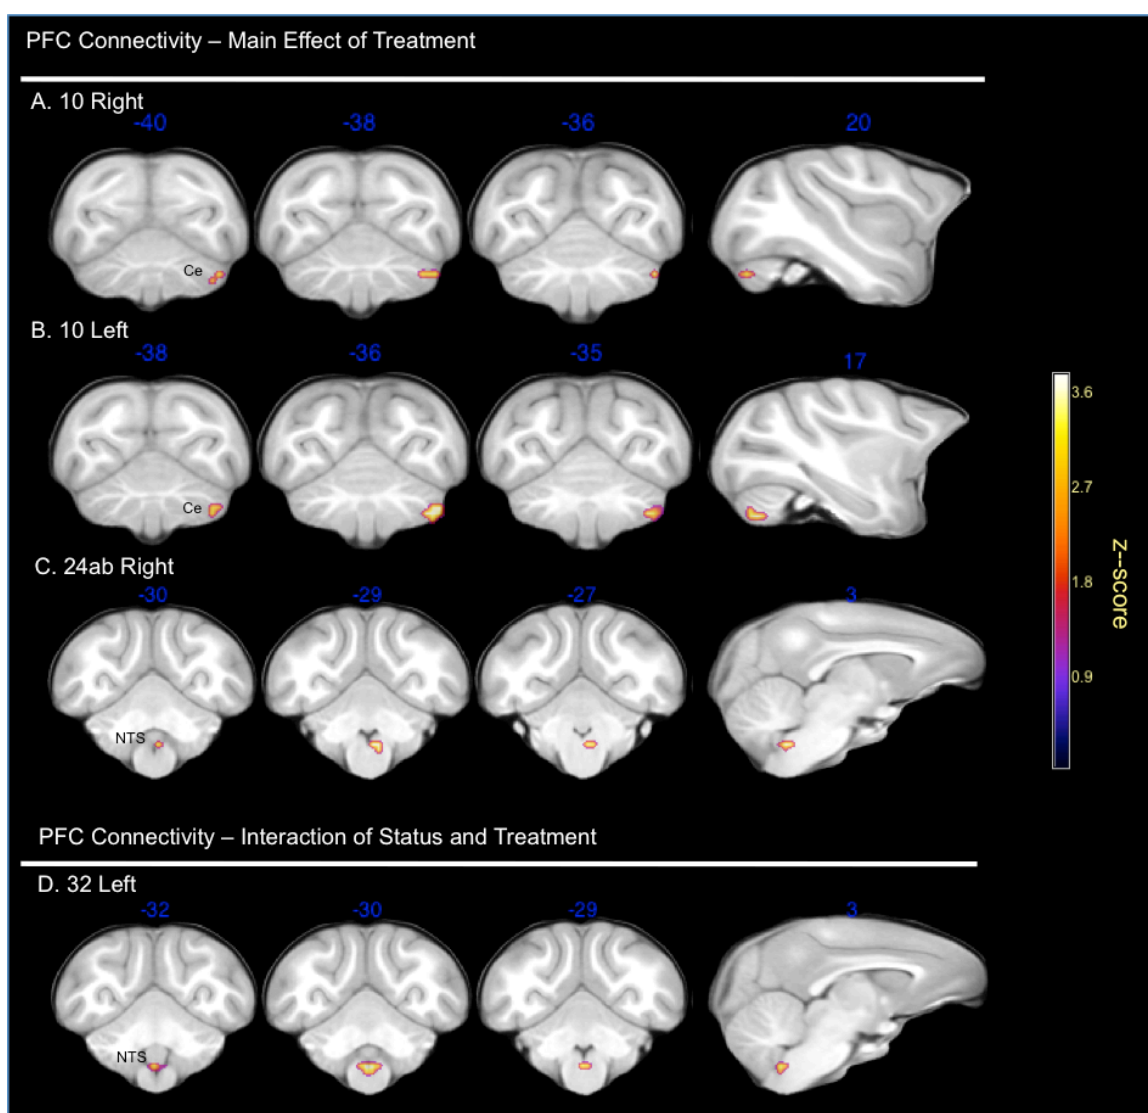 PFC Connectivity – Main Effect of Treatment
A. 10 Right
-40 -38 -36 20
Ce
B. 10 Left
-38 -36 -35 17
Ce
C. 24ab Right
-30 -29 -27 3
NTS
PFC Connectivity – Interaction of Status and Treatment
D. 32 Left
-32 -30 -29 3
NTS
3.6
2.7
1.8
0.9
z--score